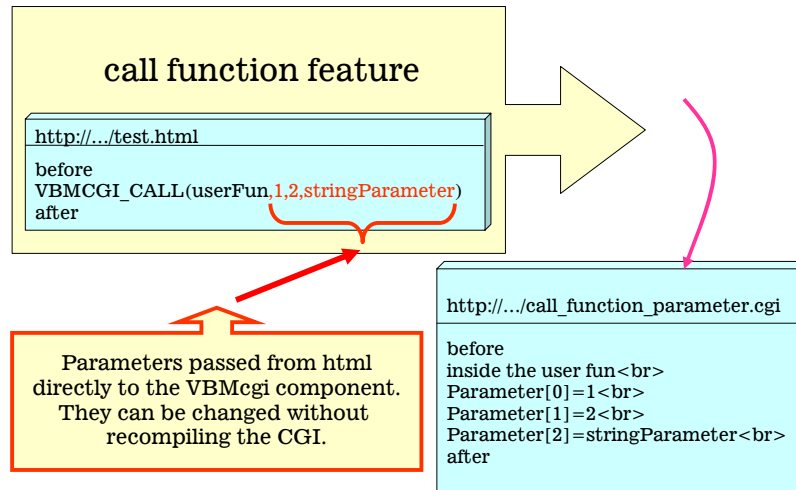 call function feature
http://.../test.html
before
VBMCGI_CALL(userFun,1,2,stringParameter)
after
Parameters passed from html
directly to the VBMcgi component.
They can be changed without
recompiling the CGI.
http://.../call_function_parameter.cgi
before
inside the user fun<br>
Parameter[0]=1<br>
Parameter[1]=2<br>
Parameter[2]=stringParameter<br>
after